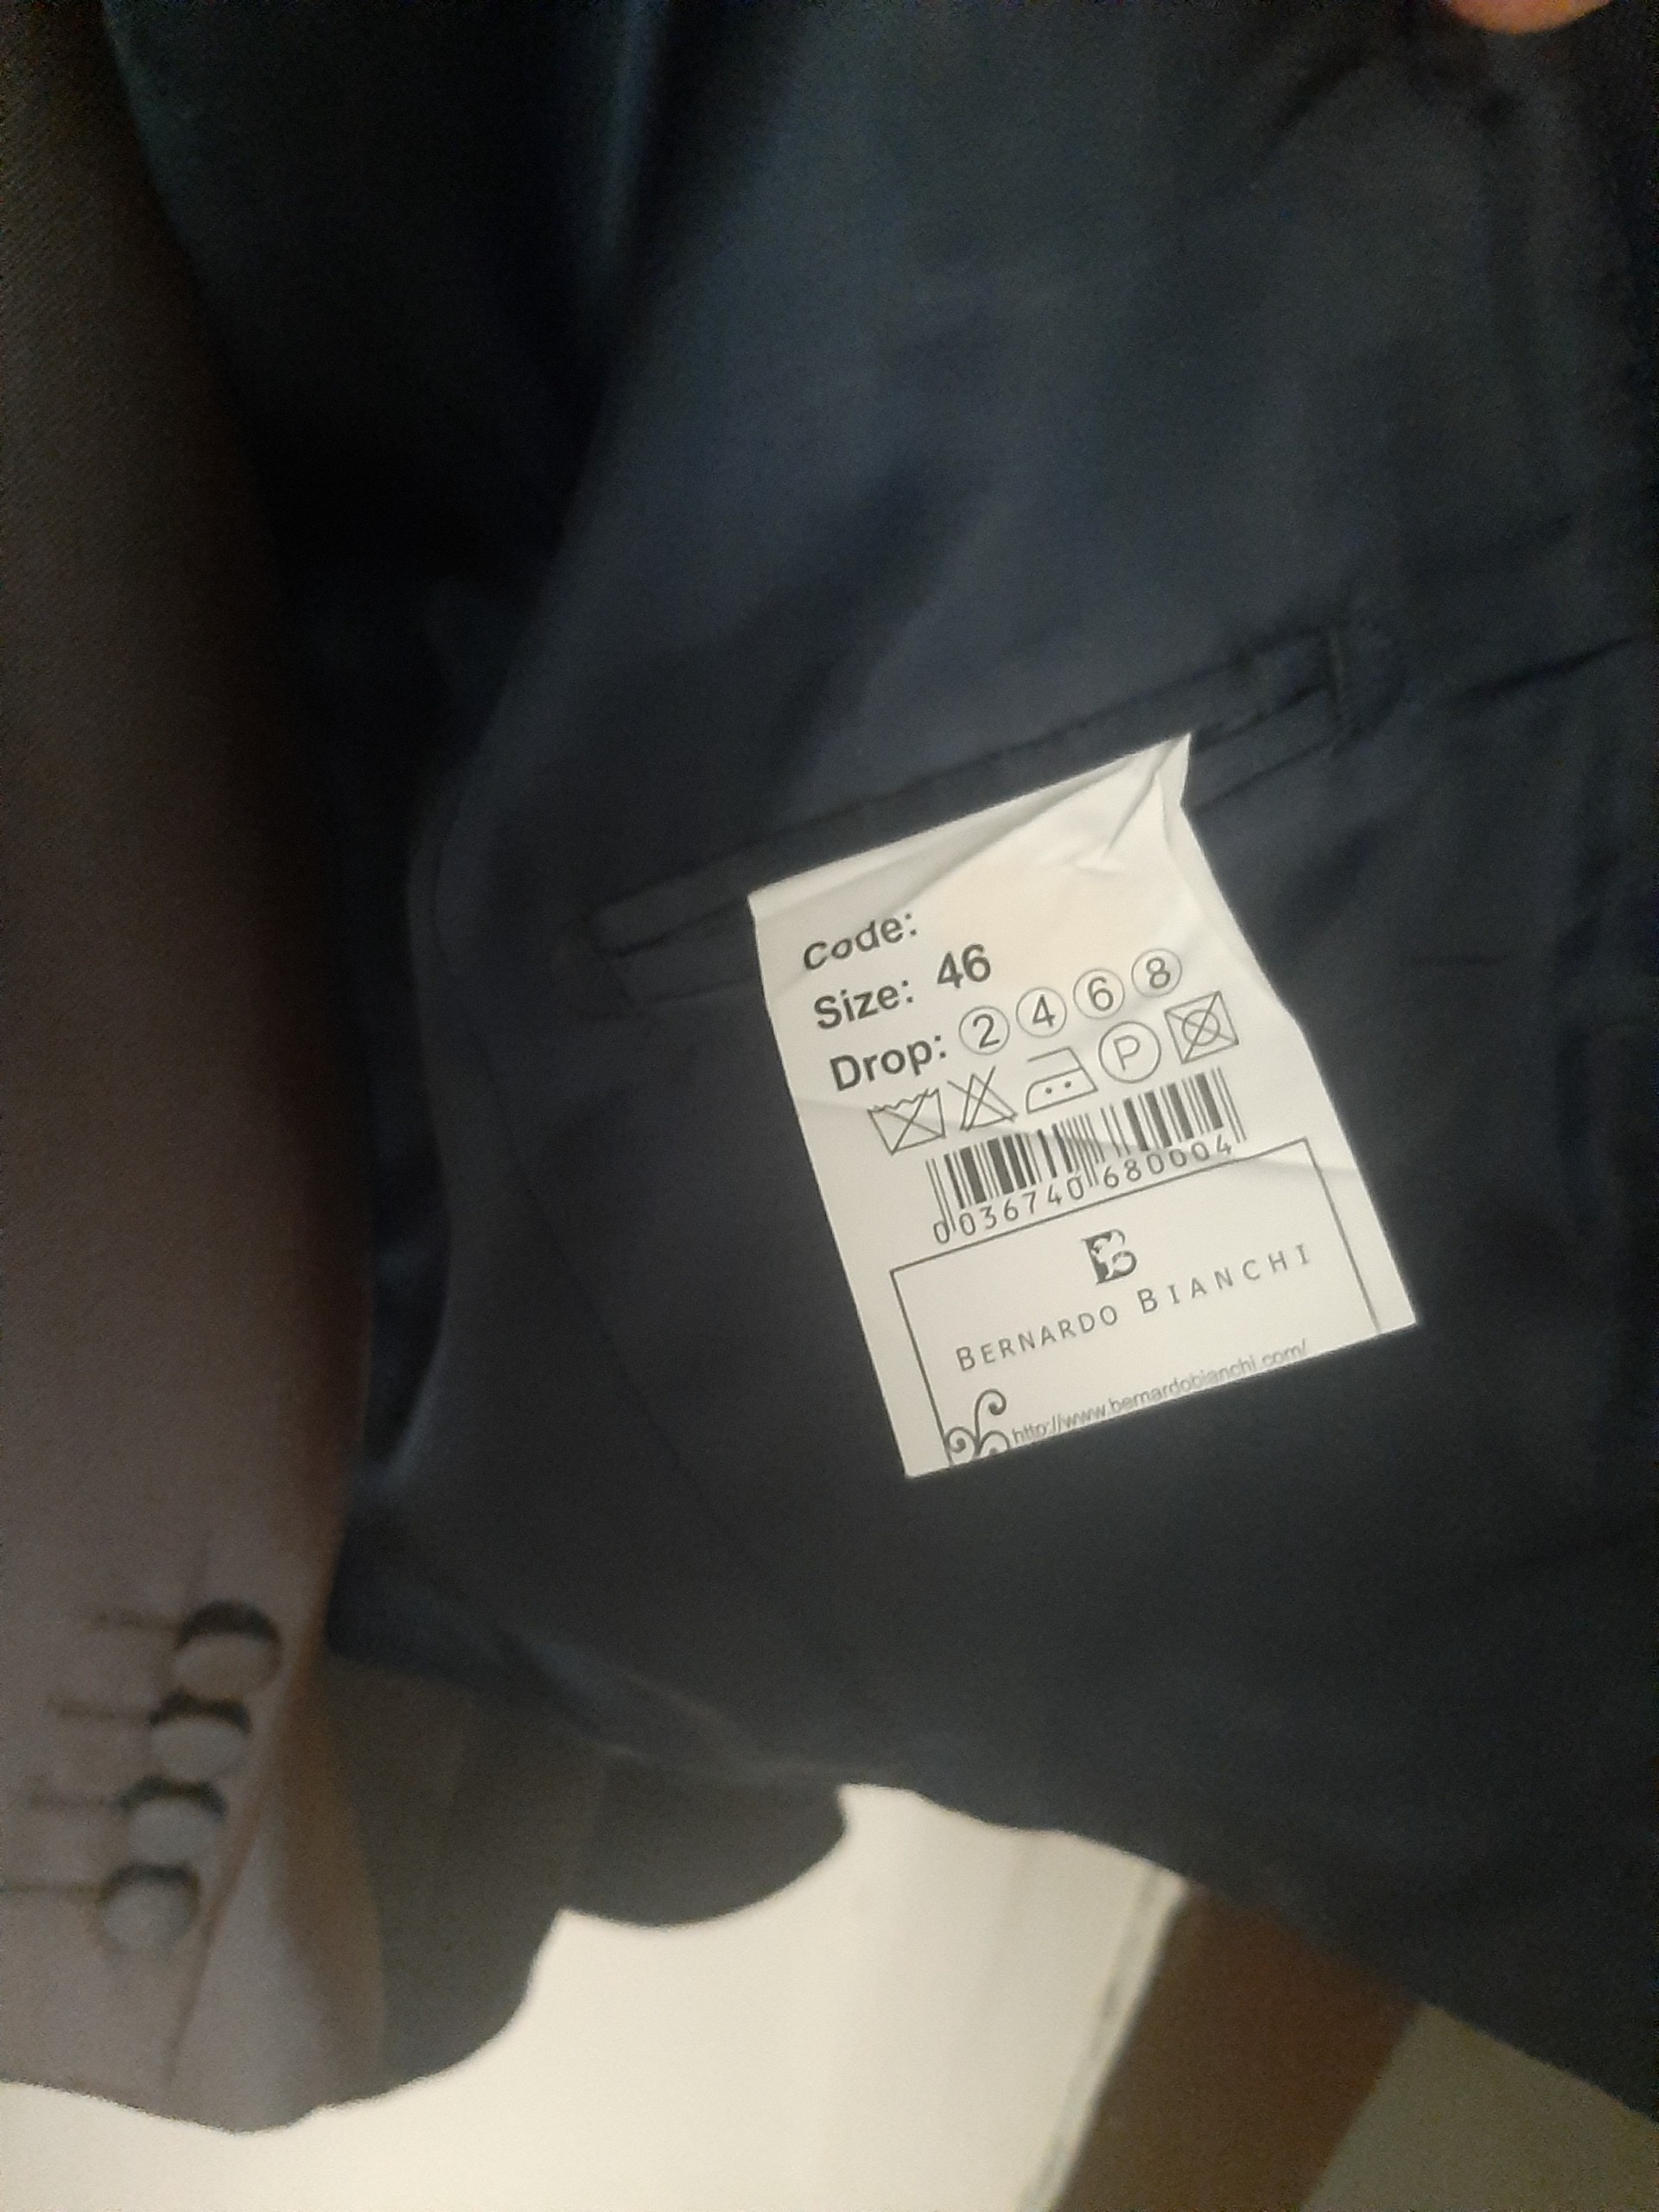 Code:
Size: 46
Drop: 2 4 6 8
P
0 036740 680004
B
BERNARDO BIANCHI
http://www.bernardobianchi.com/